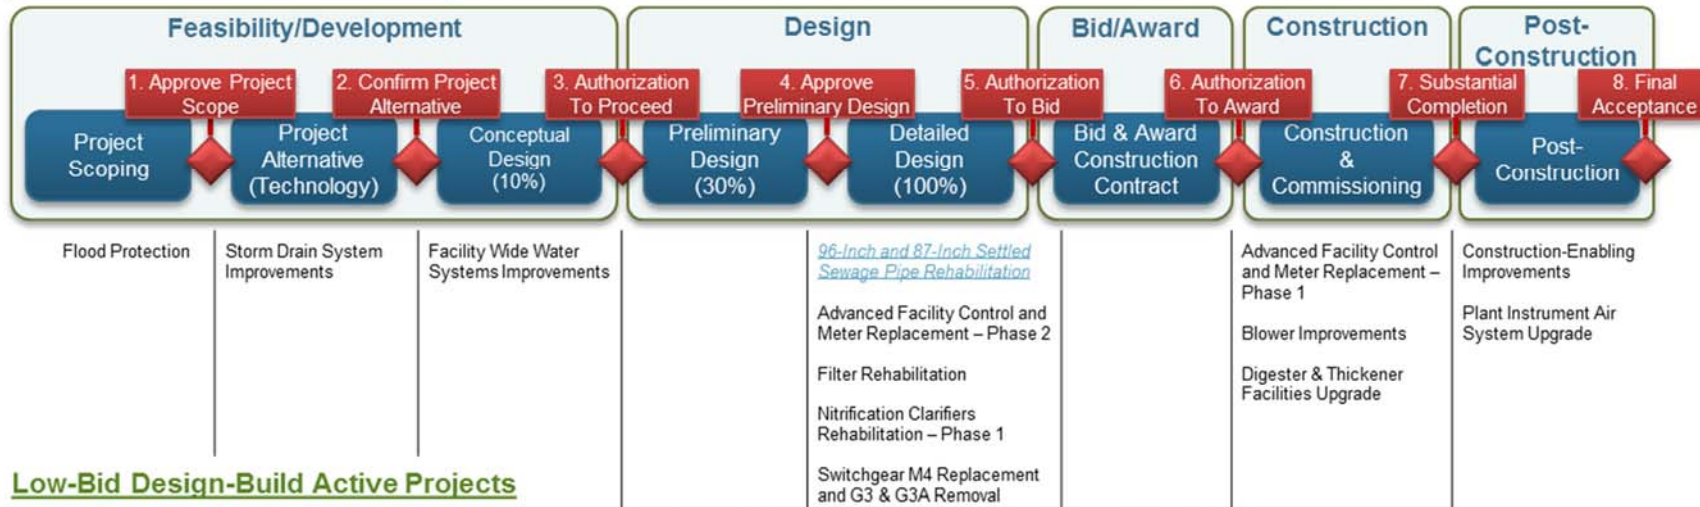 Feasibility/Development
Design
Bid/Award
Construction
Post-
Construction
1. Approve Project
Scope
2. Confirm Project
Alternative
3. Authorization
To Proceed
4. Approve
Preliminary Design
5. Authorization
To Bid
6. Authorization
To Award
7. Substantial
Completion
8. Final
Acceptance
Project
Scoping
Project
Alternative
(Technology)
Conceptual
Design
(10%)
Preliminary
Design
(30%)
Detailed
Design
(100%)
Bid & Award
Construction
Contract
Construction
&
Commissioning
Post-
Construction
Flood Protection
Storm Drain System
Improvements
Facility Wide Water
Systems Improvements
96-Inch and 87-Inch Settled
Sewage Pipe Rehabilitation
Advanced Facility Control and
Meter Replacement – Phase 2
Filter Rehabilitation
Nitrification Clarifiers
Rehabilitation – Phase 1
Switchgear M4 Replacement
and G3 & G3A Removal
Advanced Facility Control
and Meter Replacement –
Phase 1
Blower Improvements
Digester & Thickener
Facilities Upgrade
Construction-Enabling
Improvements
Plant Instrument Air
System Upgrade
Low-Bid Design-Build Active Projects